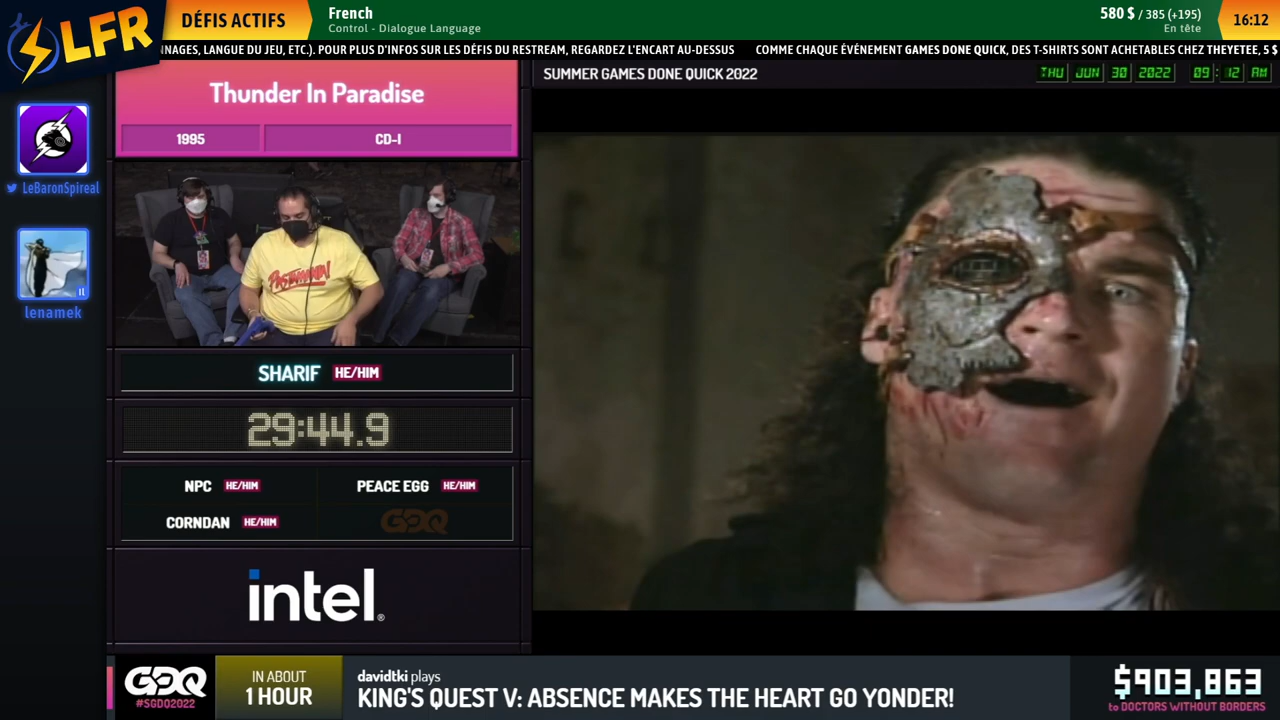 LFR
DÉFIS ACTIFS
French
Control - Dialogue Language
580 $ / 385 (+195)
En tête
16:12
NNAGES, LANGUE DU JEU, ETC.). POUR PLUS D'INFOS SUR LES DÉFIS DU RESTREAM, REGARDEZ L'ENCART AU-DESSUS COMME CHAQUE ÉVÉNEMENT GAMES DONE QUICK, DES T-SHIRTS SONT ACHETABLES CHEZ THEYETEE, 5 $
Thunder In Paradise
1995 CD-I
SUMMER GAMES DONE QUICK 2022
THU JUN 30 2022 09:12 AM
LeBaronSpireal
lenamek
SHARIF HE/HIM
29:44.9
NPC HE/HIM PEACE EGG HE/HIM
CORNDAN HE/HIM GDQ
intel®
GDQ
#SGDQ2022
IN ABOUT
1 HOUR
davidtki plays
KING'S QUEST V: ABSENCE MAKES THE HEART GO YONDER!
$903,863
to DOCTORS WITHOUT BORDERS